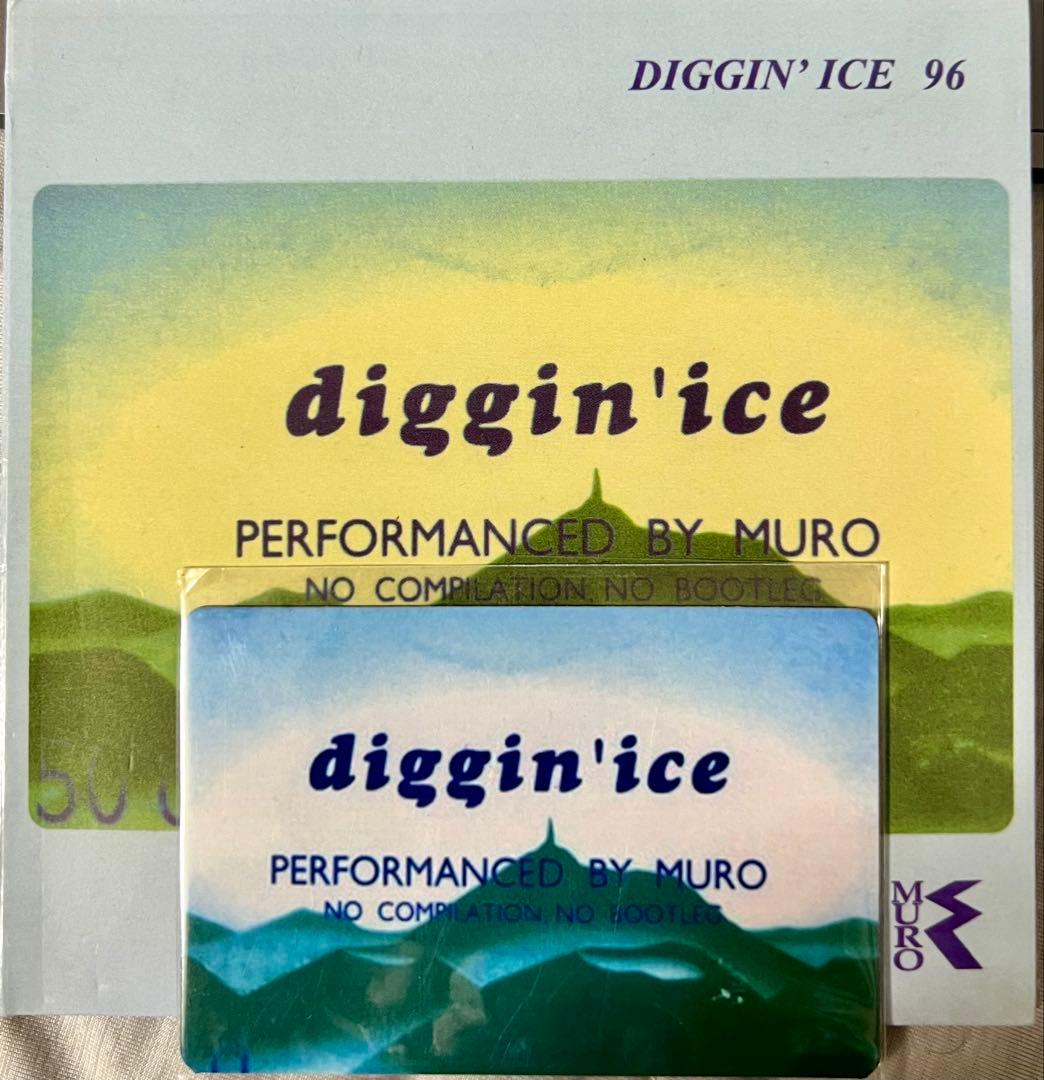 DIGGIN' ICE 96
diggin'ice
PERFORMANCED BY MURO
NO COMPILATION, NO BOOTLEG
50
MURO
diggin'ice
PERFORMANCED BY MURO
NO COMPILATION, NO BOOTLEG